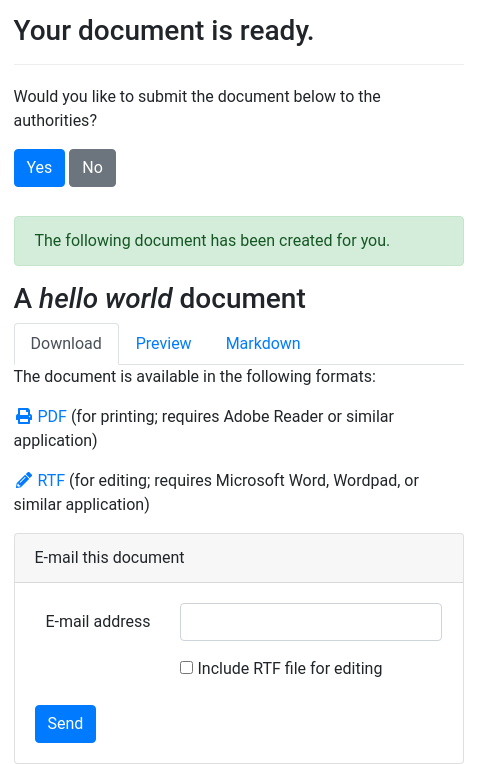 Your document is ready.
Would you like to submit the document below to the
authorities?
Yes No
The following document has been created for you.
A hello world document
Download Preview Markdown
The document is available in the following formats:
PDF (for printing; requires Adobe Reader or similar
application)
RTF (for editing; requires Microsoft Word, Wordpad, or
similar application)
E-mail this document
E-mail address
Include RTF file for editing
Send